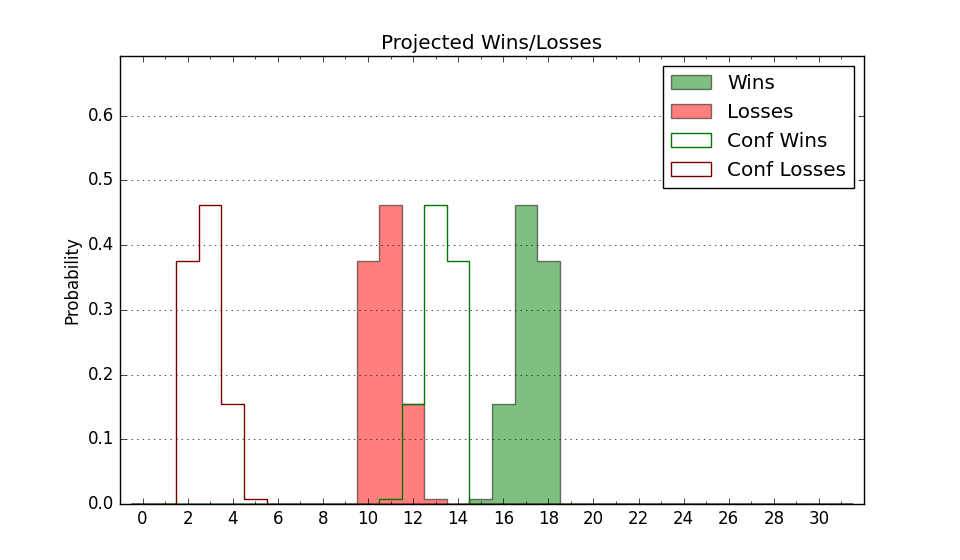 Projected Wins/Losses
Wins
Losses
Conf Wins
Conf Losses
Probability
0.6
0.5
0.4
0.3
0.2
0.1
0.0
0 2 4 6 8 10 12 14 16 18 20 22 24 26 28 30